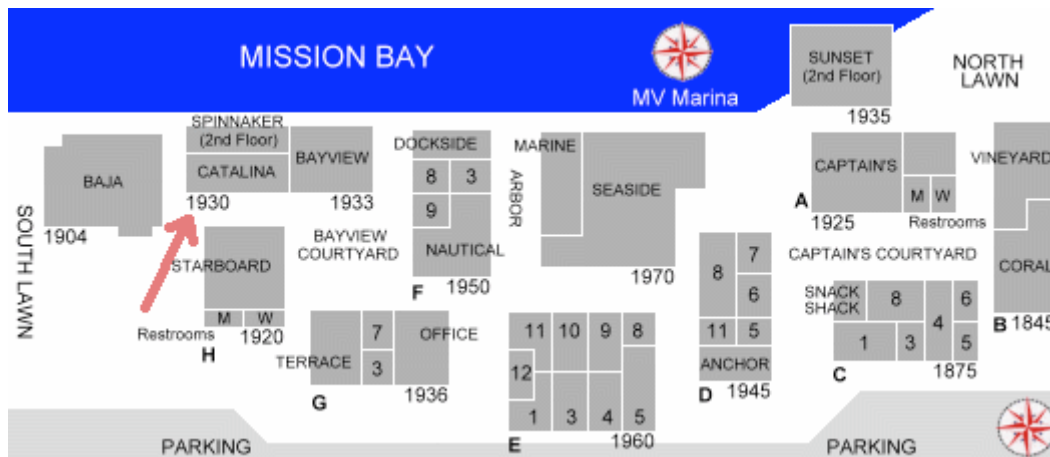 MISSION BAY
MV Marina
SUNSET
(2nd Floor)
1935
NORTH
LAWN
SPINNAKER
(2nd Floor)
CATALINA
1930
BAYVIEW
1933
BAJA
1904
SOUTH LAWN
STARBOARD
M W
Restrooms
1920
H
BAYVIEW
COURTYARD
DOCKSIDE
8 3
9
NAUTICAL
1950
F
ARBOR
MARINE
SEASIDE
1970
CAPTAIN'S
A
1925
M W
Restrooms
VINEYARD
CORAL
B 1845
CAPTAIN'S COURTYARD
SNACK
SHACK
8
6
4
1
3
5
C
1875
8
7
6
11
5
ANCHOR
D
1945
11 10 9 8
12
1 3 4 5
E
1960
TERRACE
7
3
OFFICE
G
1936
PARKING
PARKING